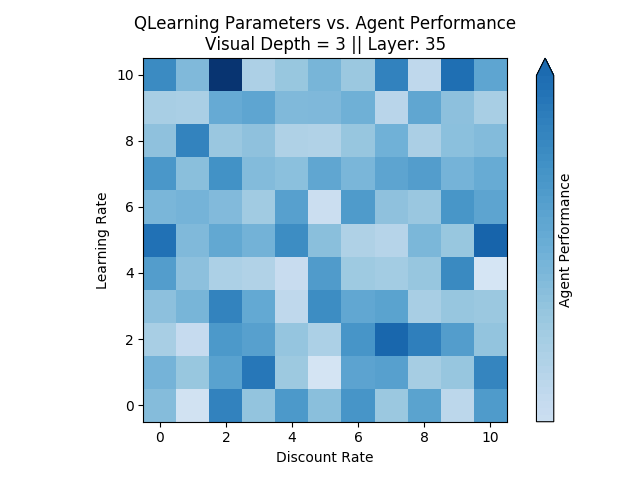 QLearning Parameters vs. Agent Performance
Visual Depth = 3 || Layer: 35
10
8
6
4
2
0
Learning Rate
0 2 4 6 8 10
Discount Rate
Agent Performance